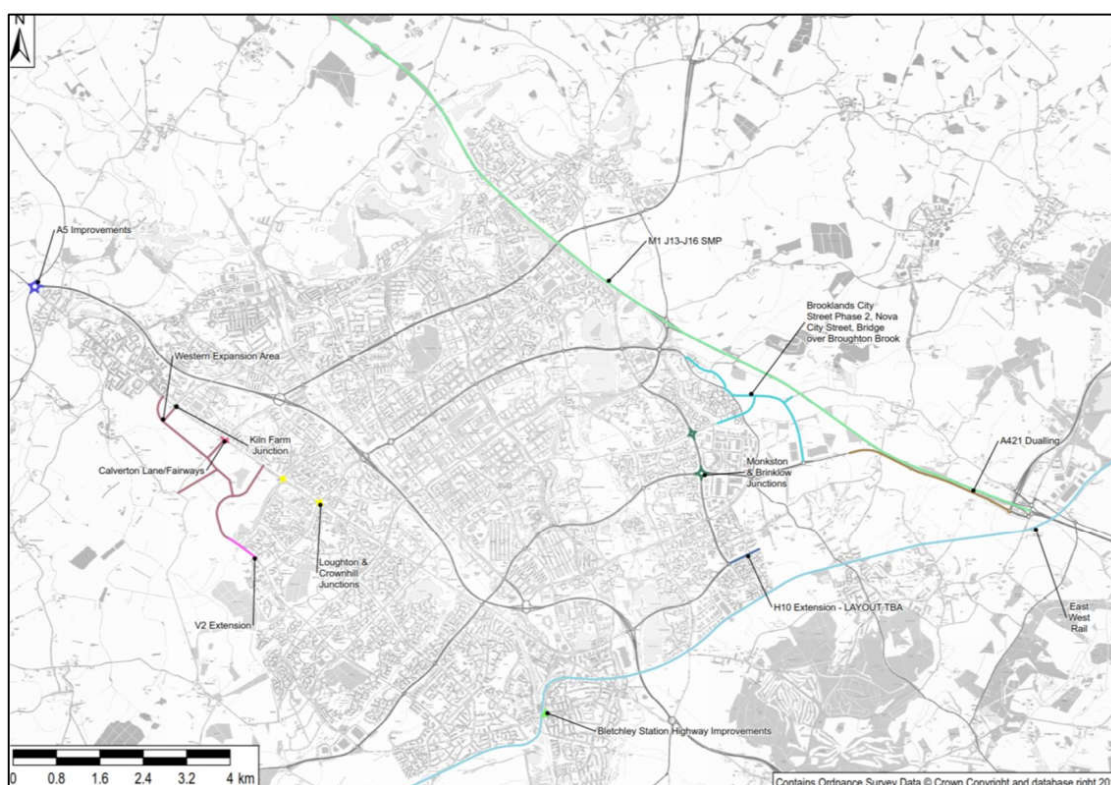 N
A5 Improvements
M1 J13-J16 SMP
Brooklands City
Street Phase 2, Nova
City Street, Bridge
over Broughton Brook
Western Expansion Area
Kiln Farm
Junction
Calverton Lane/Fairways
A421 Dualling
Monkston
& Brinklow
Junctions
Loughton &
Crownhill
Junctions
V2 Extension
H10 Extension - LAYOUT TBA
East
West
Rail
Bletchley Station Highway Improvements
0 0.8 1.6 2.4 3.2 4 km
Contains Ordnance Survey Data © Crown Copyright and database right 20